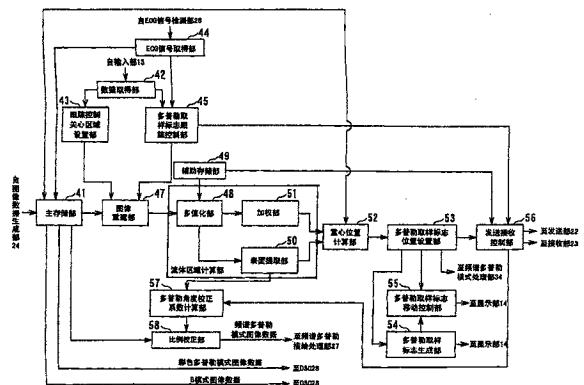 自ECG信号检测部26
44
ECG信号取得部
自输入部13
42
数据取得部
43
跟踪控制
关心区域
设置部
45
多普勒取
样标志跟
踪控制部
49
辅助存储部
自图像数据生成部24
41
主存储部
47
图像
重建部
48
多值化部
51
加权部
50
表层提取部
流体区域计算部
52
重心位置
计算部
53
多普勒取样标志
位置设置部
56
发送接收
控制部
至发送部22
至接收部23
至频谱多普勒
模式处理部34
55
多普勒取样标志
移动控制部
至显示部14
54
多普勒取样
标志生成部
至显示部14
57
多普勒角度校正
系数计算部
58
比例校正部
频谱多普勒
模式图像数据
至频谱多普勒
描绘处理部27
彩色多普勒模式图像数据
至DSC28
B模式图像数据
至DSC28